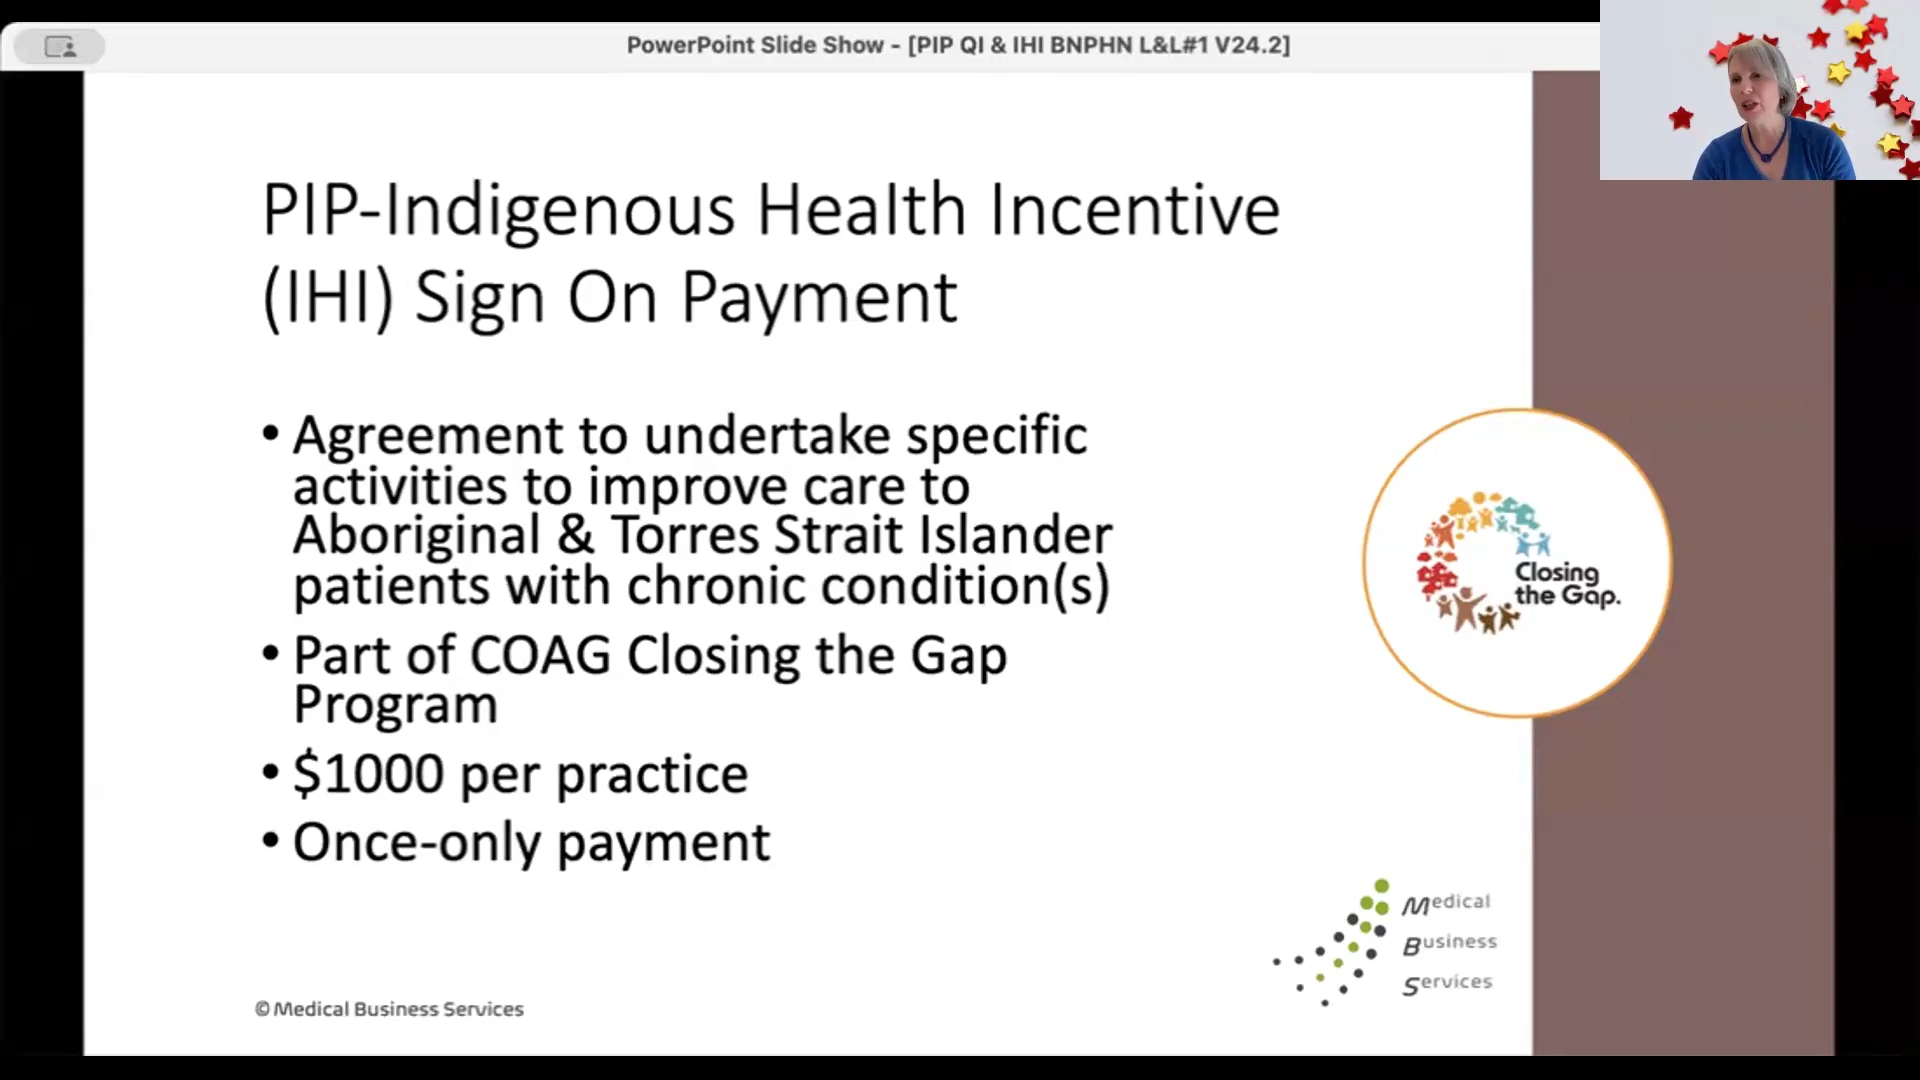 PowerPoint Slide Show - [PIP QI & IHI BNPHN L&L#1 V24.2]
PIP-Indigenous Health Incentive
(IHI) Sign On Payment
• Agreement to undertake specific
activities to improve care to
Aboriginal & Torres Strait Islander
patients with chronic condition(s)
• Part of COAG Closing the Gap
Program
• $1000 per practice
• Once-only payment
Closing
the Gap.
Medical
Business
Services
© Medical Business Services